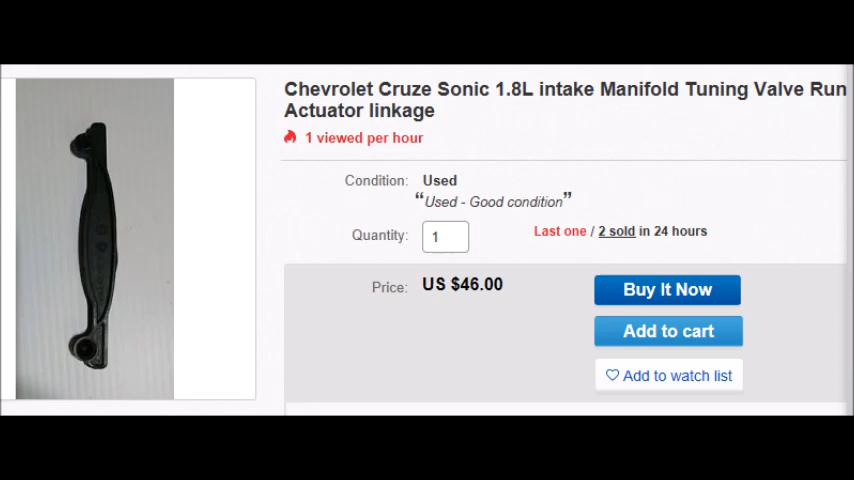 Chevrolet Cruze Sonic 1.8L intake Manifold Tuning Valve Run
Actuator linkage
1 viewed per hour
Condition: Used
“Used - Good condition”
Quantity: 1 Last one / 2 sold in 24 hours
Price: US $46.00 Buy It Now
Add to cart
Add to watch list